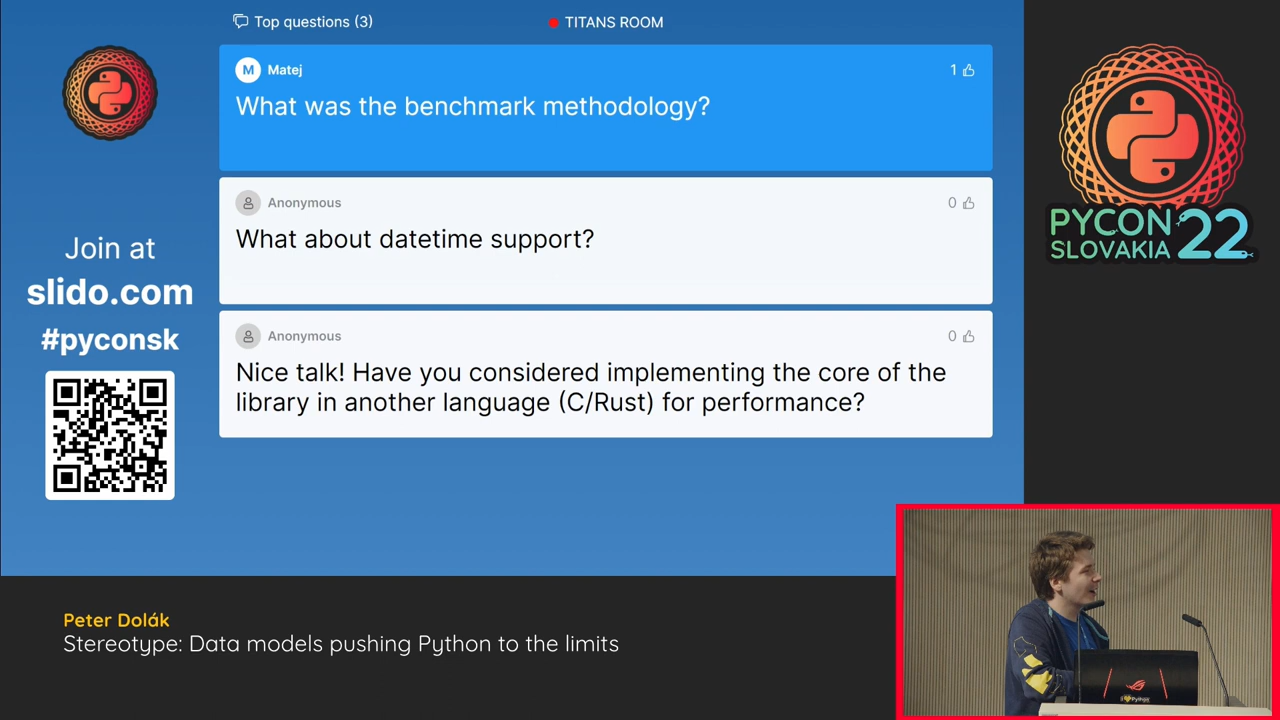 Top questions (3)
TITANS ROOM
M Matej
1
What was the benchmark methodology?
Anonymous
0
What about datetime support?
Anonymous
0
Nice talk! Have you considered implementing the core of the
library in another language (C/Rust) for performance?
Join at
slido.com
#pyconsk
PYCON
SLOVAKIA
22
Peter Dolák
Stereotype: Data models pushing Python to the limits